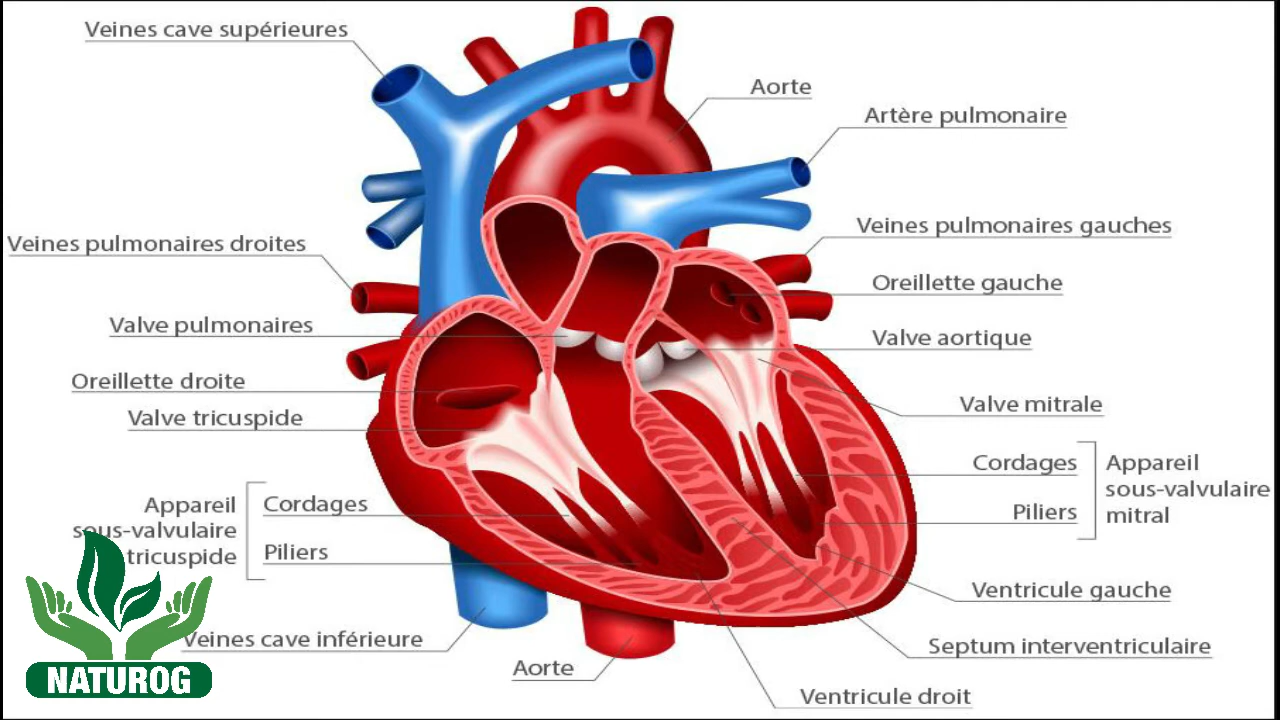 Veines cave supérieures
Aorte
Artère pulmonaire
Veines pulmonaires gauches
Veines pulmonaires droites
Oreillette gauche
Valve pulmonaires
Valve aortique
Oreillette droite
Valve mitrale
Valve tricuspide
Cordages
Appareil
sous-valvulaire
mitral
Piliers
Appareil
sous-valvulaire
tricuspide
Cordages
Piliers
Ventricule gauche
Veines cave inférieure
Septum interventriculaire
Aorte
Ventricule droit
NATUROG